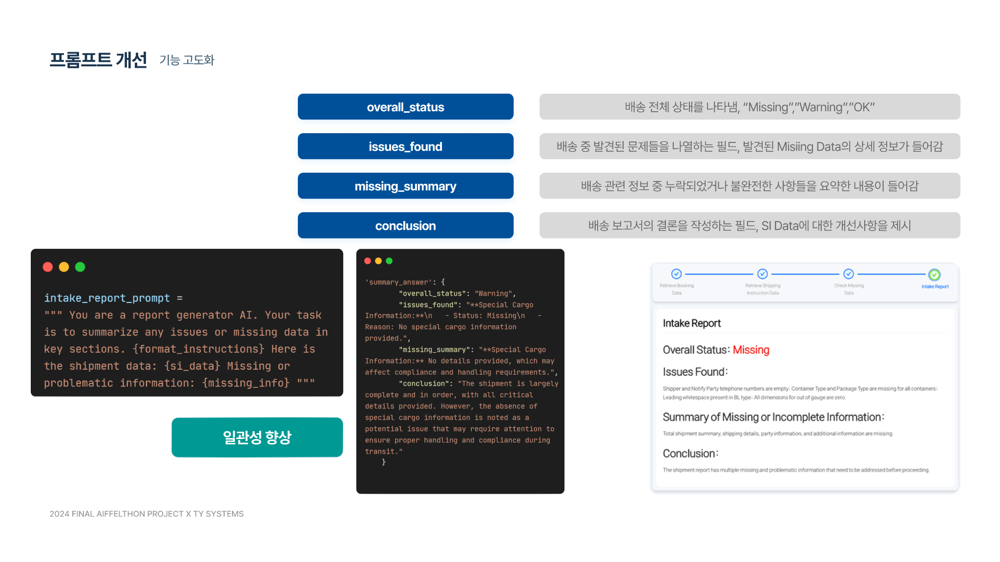 프롬프트 개선 기능 고도화
overall_status
배송 전체 상태를 나타냄, “Missing”,”Warning”,”OK”
issues_found
배송 중 발견된 문제들을 나열하는 필드, 발견된 Misiing Data의 상세 정보가 들어감
missing_summary
배송 관련 정보 중 누락되었거나 불완전한 사항들을 요약한 내용이 들어감
conclusion
배송 보고서의 결론을 작성하는 필드, SI Data에 대한 개선사항을 제시
intake_report_prompt =
""" You are a report generator AI. Your task
is to summarize any issues or missing data in
key sections. {format_instructions} Here is
the shipment data: {si_data} Missing or
problematic information: {missing_info} """
일관성 향상
'summary_answer': {
"overall_status": "Warning",
"issues_found": "**Special Cargo
Information:**\n   - Status: Missing\n   -
Reason: No special cargo information
provided.",
"missing_summary": "**Special Cargo
Information:** No details provided, which may
affect compliance and handling requirements.",
"conclusion": "The shipment is largely
complete and in order, with all critical
details provided. However, the absence of
special cargo information is noted as a
potential issue that may require attention to
ensure proper handling and compliance during
transit."
}
Retrieve Booking
Data
Retrieve Shipping
Instruction Data
Check Missing
Data
Intake Report
Intake Report
Overall Status: Missing
Issues Found:
Shipper and Notify Party telephone numbers are empty; Container Type and Package Type are missing for all containers;
Leading whitespace present in BL type; All dimensions for out of gauge are zero.
Summary of Missing or Incomplete Information:
Total shipment summary, shipping details, party information, and additional information are missing.
Conclusion:
The shipment report has multiple missing and problematic information that need to be addressed before proceeding.
2024 FINAL AIFFELTHON PROJECT X TY SYSTEMS